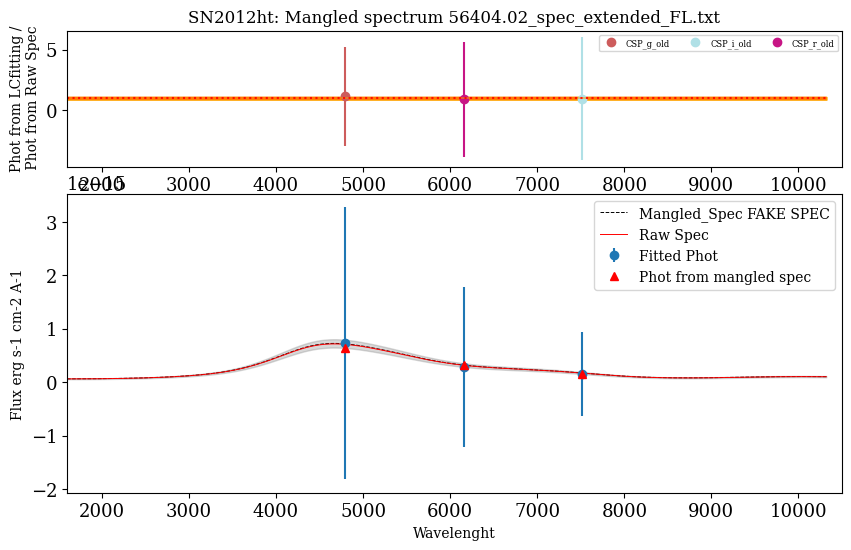 SN2012ht: Mangled spectrum 56404.02_spec_extended_FL.txt
Phot from LCfitting /
Phot from Raw Spec
5
0
CSP_g_old
CSP_i_old
CSP_r_old
2000 3000 4000 5000 6000 7000 8000 9000 10000
Flux erg s-1 cm-2 A-1
3
2
1
0
−1
−2
Mangled_Spec FAKE SPEC
Raw Spec
Fitted Phot
Phot from mangled spec
2000 3000 4000 5000 6000 7000 8000 9000 10000
Wavelenght